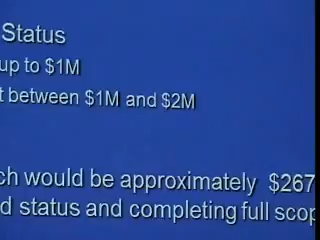 Status
up to $1M
t between $1M and $2M
ch would be approximately $267
d status and completing full scop